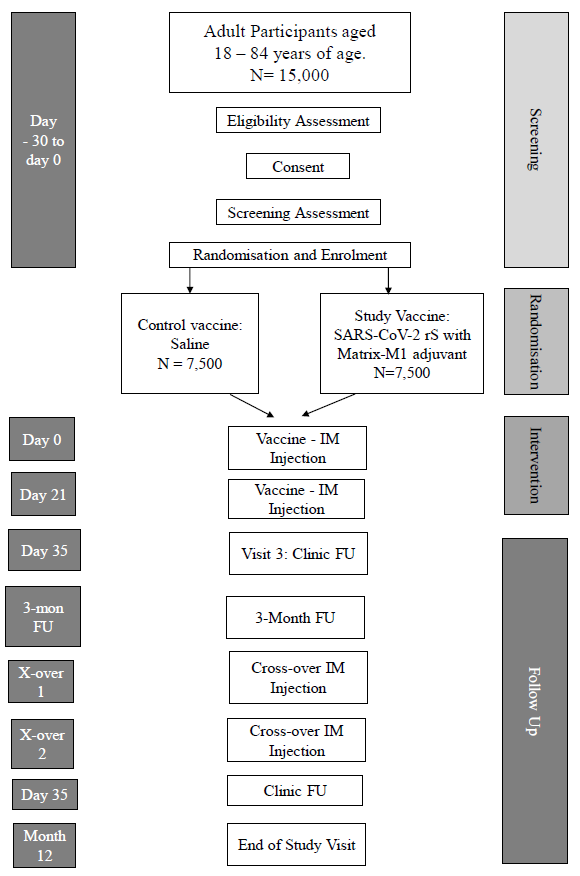 Adult Participants aged
18 – 84 years of age.
N= 15,000
Day
- 30 to
day 0
Screening
Eligibility Assessment
Consent
Screening Assessment
Randomisation and Enrolment
Control vaccine:
Saline
N = 7,500
Study Vaccine:
SARS-CoV-2 rS with
Matrix-M1 adjuvant
N=7,500
Randomisation
Day 0
Vaccine - IM
Injection
Intervention
Day 21
Vaccine - IM
Injection
Day 35
Visit 3: Clinic FU
Follow Up
3-mon
FU
3-Month FU
X-over
1
Cross-over IM
Injection
X-over
2
Cross-over IM
Injection
Day 35
Clinic FU
Month
12
End of Study Visit